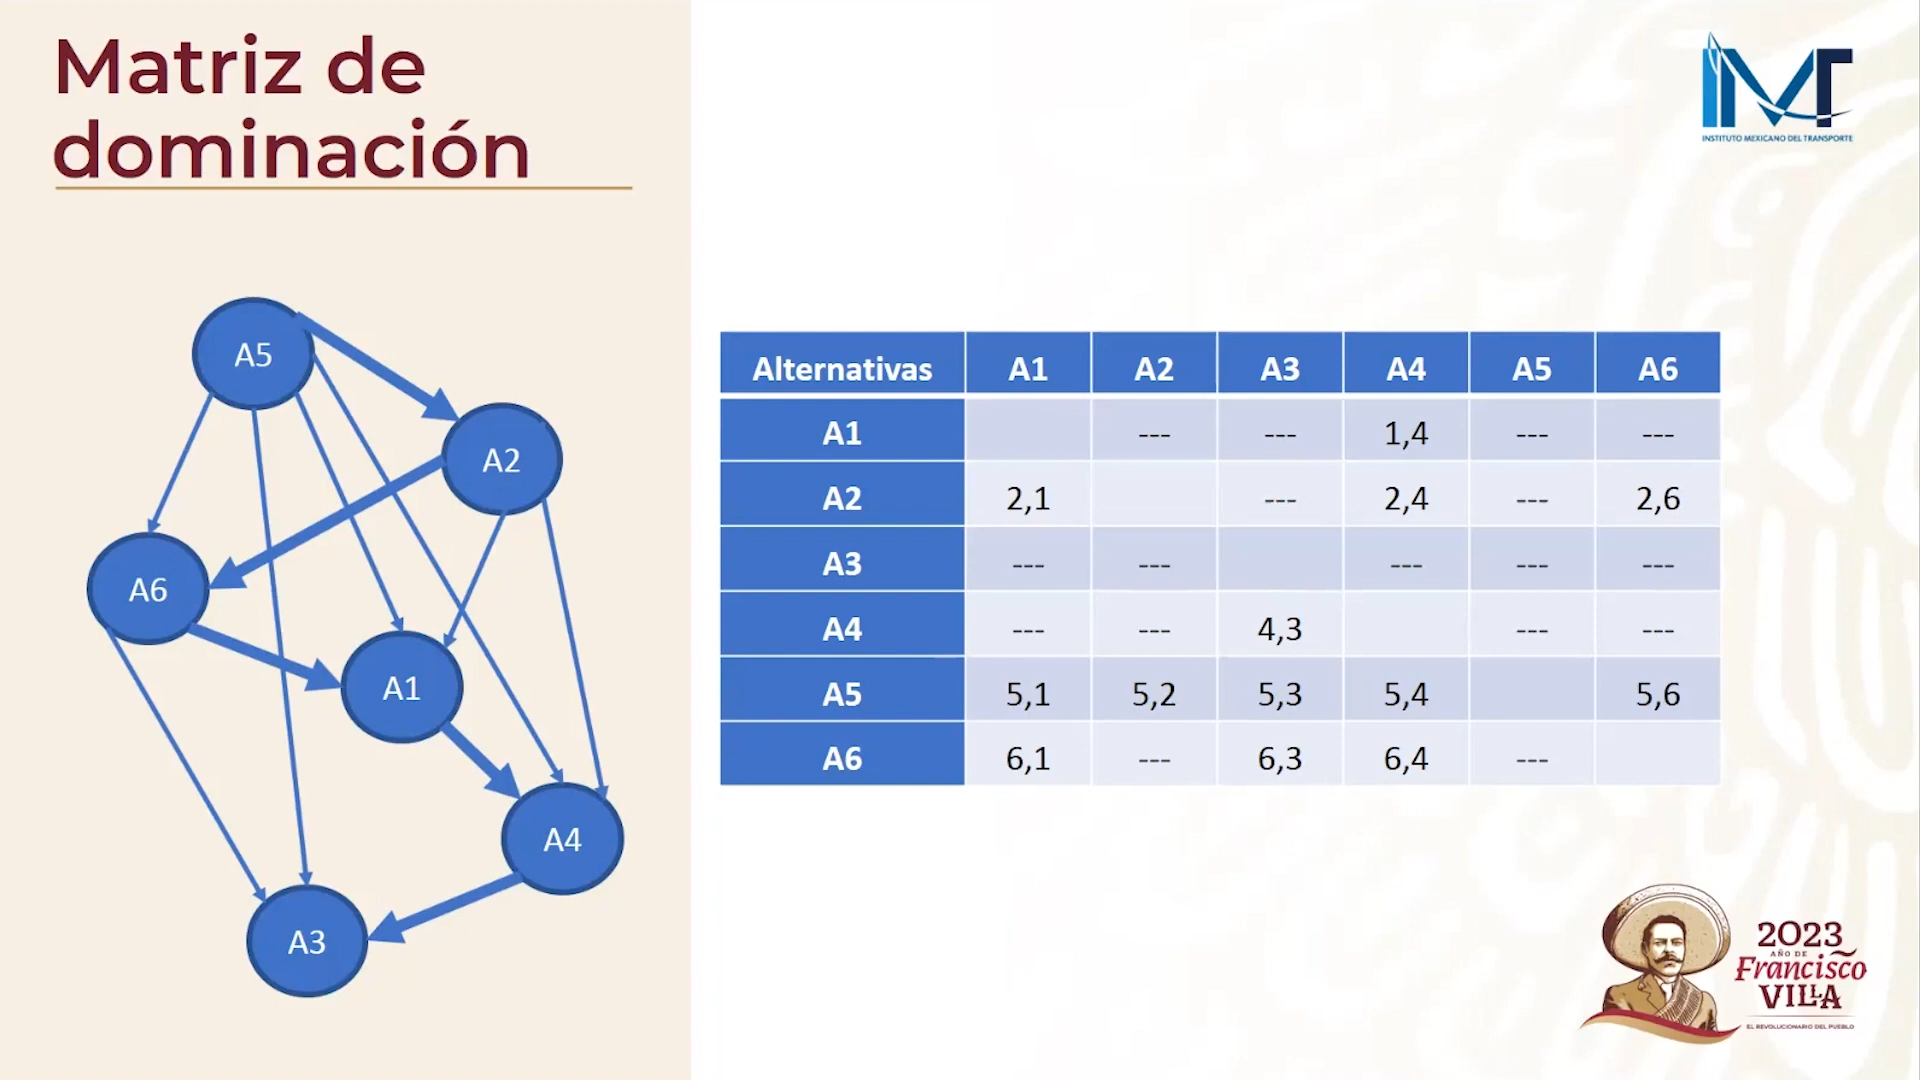 Matriz de
dominación
INSTITUTO MEXICANO DEL TRANSPORTE
A5
A2
A6
A1
A4
A3
Alternativas A1 A2 A3 A4 A5 A6
A1 --- --- 1,4 --- ---
A2 2,1 --- 2,4 --- 2,6
A3 --- --- --- --- ---
A4 --- --- 4,3 --- ---
A5 5,1 5,2 5,3 5,4 5,6
A6 6,1 --- 6,3 6,4 ---
IMT
2023
AÑO DE
Francisco
VILLA
EL REVOLUCIONARIO DEL PUEBLO